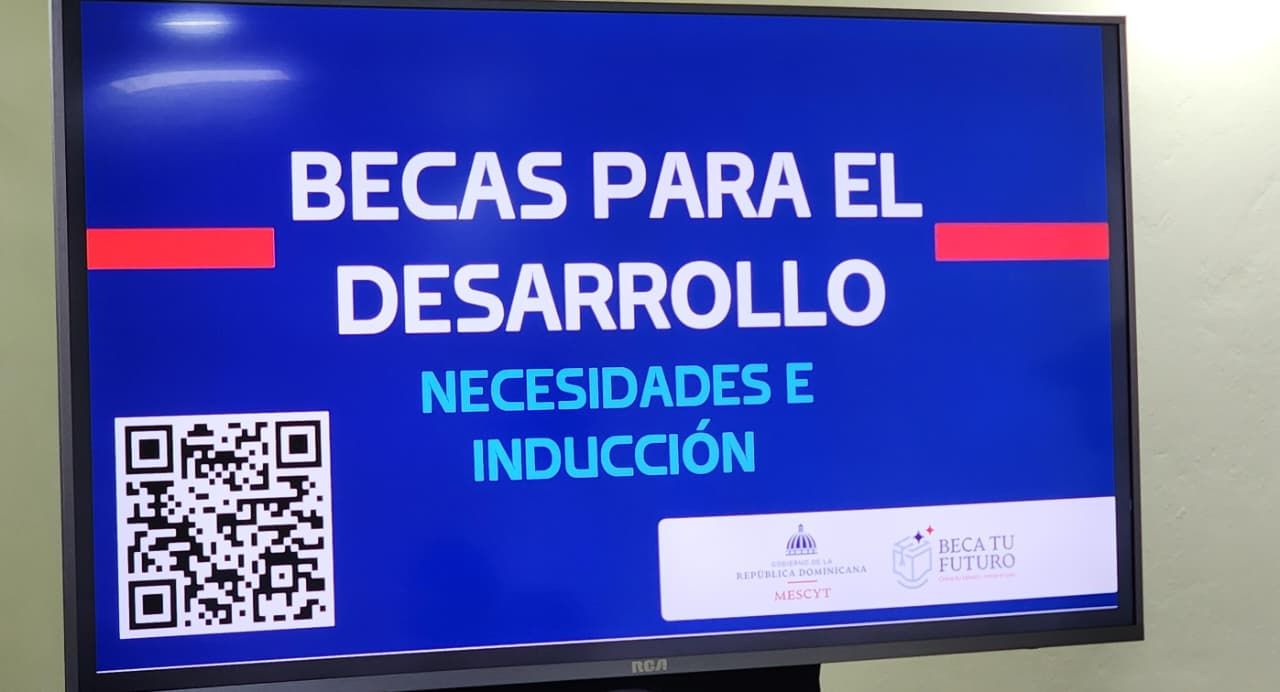 BECAS PARA EL
DESARROLLO
NECESIDADES E
INDUCCIÓN
GOBIERNO DE LA
REPÚBLICA DOMINICANA
MESCYT
BECA TU
FUTURO
RCA